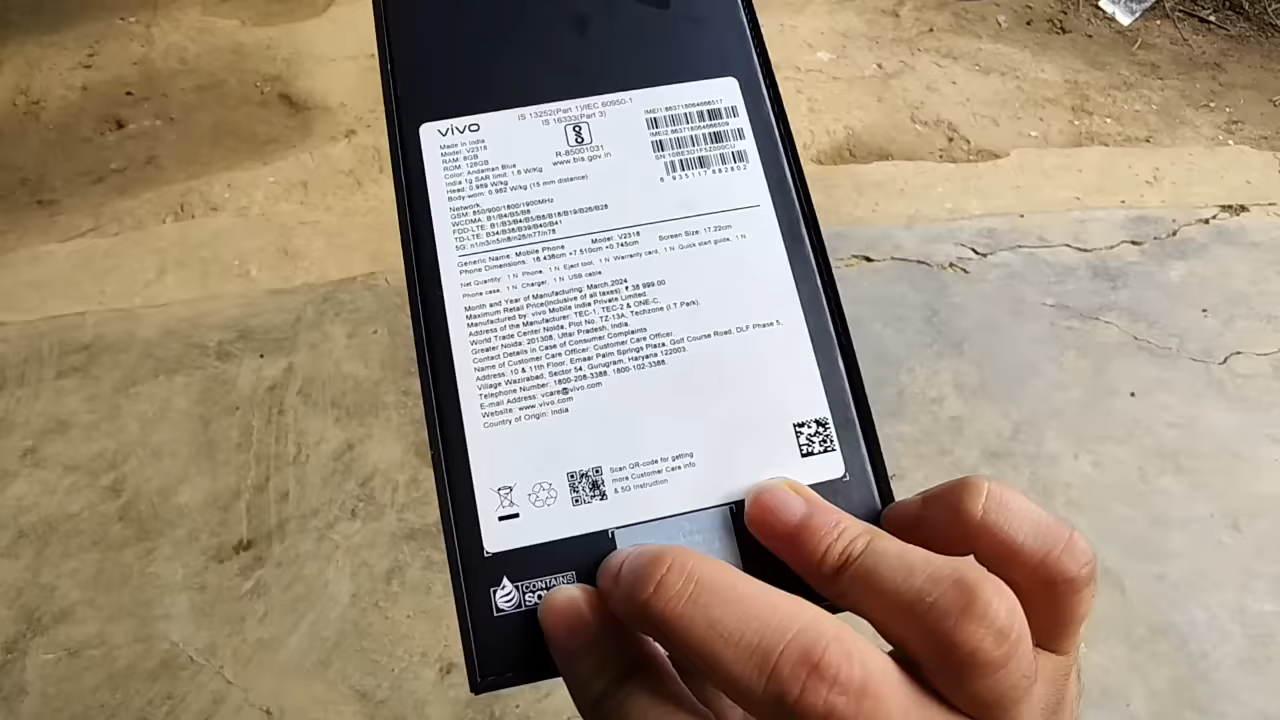 vivo
IS 13252(Part 1)/IEC 60950-1
IS 16333(Part 3)
R-85001031
www.bis.gov.in
IMEI1:863718064666517
IMEI2:863718064666509
SN:10BE3D1F5Z000CU
6 935117 882802
Made in India
Model: V2318
RAM: 8GB
ROM: 128GB
Color: Andaman Blue
India 1g SAR limit: 1.6 W/Kg
Head: 0.989 W/kg
Body-worn: 0.982 W/kg (15 mm distance)
Network
GSM: 850/900/1800/1900MHz
WCDMA: B1/B4/B5/B8
FDD-LTE: B1/B3/B4/B5/B8/B18/B19/B26/B28
TD-LTE: B34/B38/B39/B40/B41
5G: n1/n3/n5/n8/n28/n77/n78
Generic Name: Mobile Phone Model: V2318 Screen Size: 17.22cm
Phone Dimensions: 16.436cm ×7.510cm ×0.745cm
Net Quantity: 1 N Phone, 1 N Eject tool, 1 N Warranty card, 1 N Quick start guide, 1 N
Phone case, 1 N Charger, 1 N USB cable.
Month and Year of Manufacturing: March,2024
Maximum Retail Price(Inclusive of all taxes): ₹ 38 999.00
Manufactured by: vivo Mobile India Private Limited.
Address of the Manufacturer: TEC-1, TEC-2 & ONE-C,
World Trade Center Noida, Plot No. TZ-13A, Techzone (I.T Park),
Greater Noida: 201308, Uttar Pradesh, India.
Contact Details in Case of Consumer Complaints
Name of Customer Care Officer: Customer Care Officer.
Address: 10 & 11th Floor, Emaar Palm Springs Plaza, Golf Course Road, DLF Phase 5,
Village Wazirabad, Sector 54, Gurugram, Haryana 122003.
Telephone Number: 1800-208-3388, 1800-102-3388.
E-mail Address: vcare@vivo.com
Website: www.vivo.com
Country of Origin: India
Scan QR-code for getting
more Customer Care info
& 5G Instruction
CONTAINS